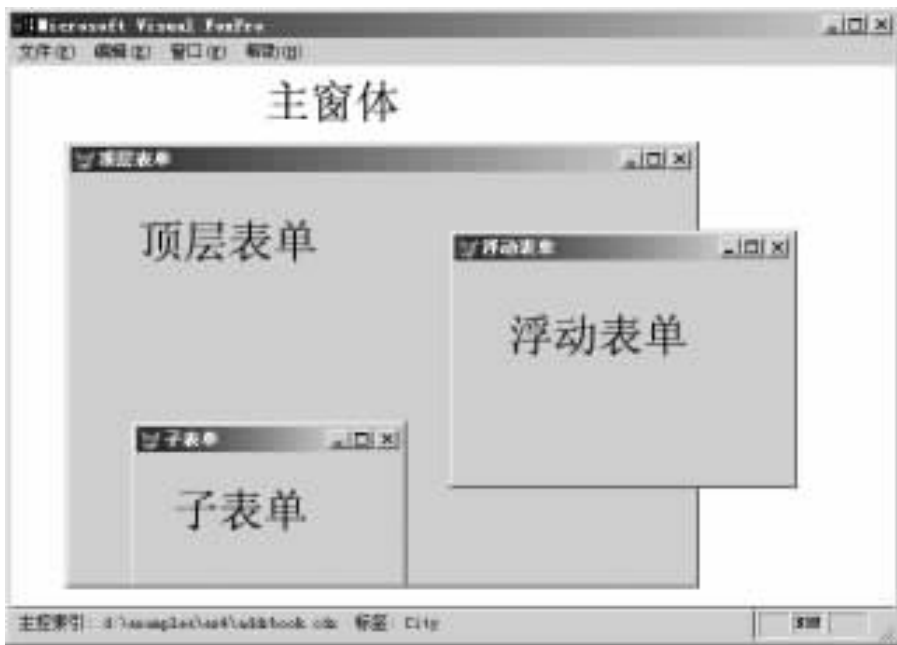 Microsoft Visual FoxPro
文件(F) 编辑(E) 窗口(W) 帮助(H)
主窗体
顶层表单
顶层表单
浮动表单
浮动表单
子表单
子表单
主控索引: 标签: City